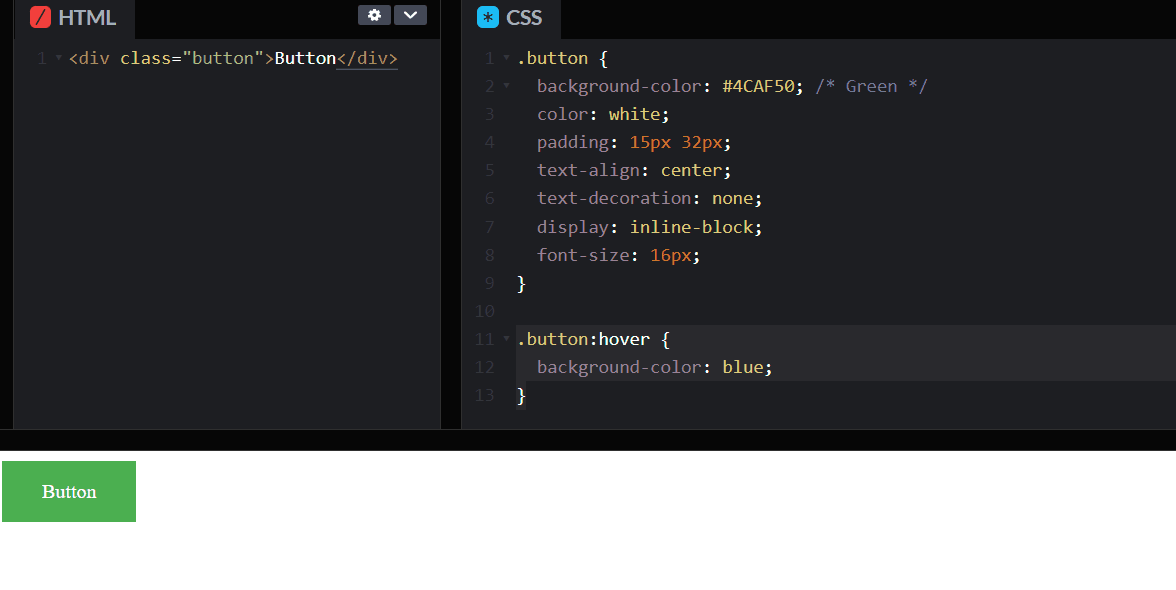 HTML
1 <div class="button">Button</div>
CSS
1 .button {
2 background-color: #4CAF50; /* Green */
3 color: white;
4 padding: 15px 32px;
5 text-align: center;
6 text-decoration: none;
7 display: inline-block;
8 font-size: 16px;
9 }
10
11 .button:hover {
12 background-color: blue;
13 }
Button